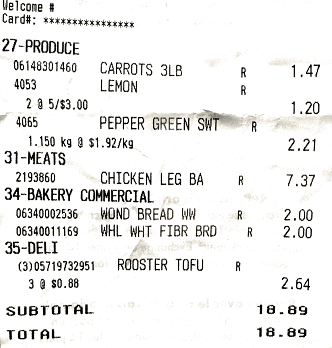 Welcome #
Card#: ****************
27-PRODUCE
06148301460 CARROTS 3LB R 1.47
4053 LEMON R
2 @ 5/$3.00 1.20
4065 PEPPER GREEN SWT R
1.150 kg @ $1.92/kg 2.21
31-MEATS
2193860 CHICKEN LEG BA R 7.37
34-BAKERY COMMERCIAL
06340002536 WOND BREAD WW R 2.00
06340011169 WHL WHT FIBR BRD R 2.00
35-DELI
(3)05719732951 ROOSTER TOFU R
3 @ $0.88 2.64
SUBTOTAL 18.89
TOTAL 18.89